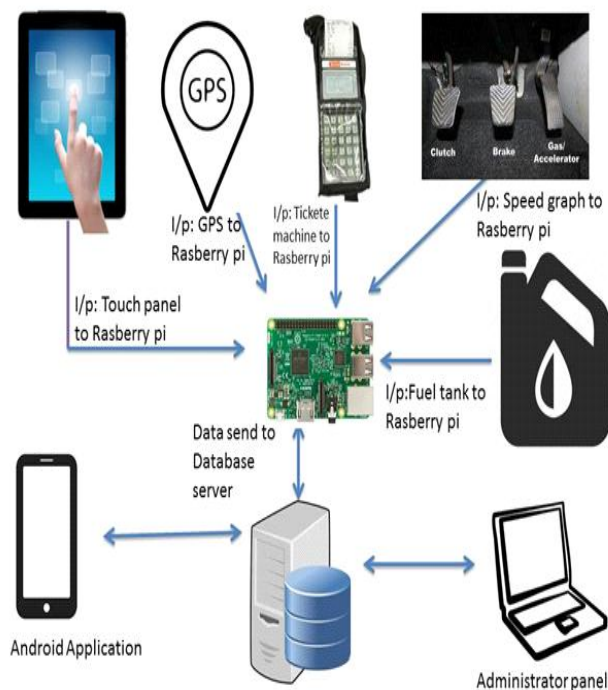 GPS
Clutch
Brake
Gas/
Accelerator
I/p: GPS to
Rasberry pi
I/p: Tickete
machine to
Rasberry pi
I/p: Speed graph to
Rasberry pi
I/p: Touch panel
to Rasberry pi
I/p:Fuel tank to
Rasberry pi
Data send to
Database
server
Android Application
Administrator panel